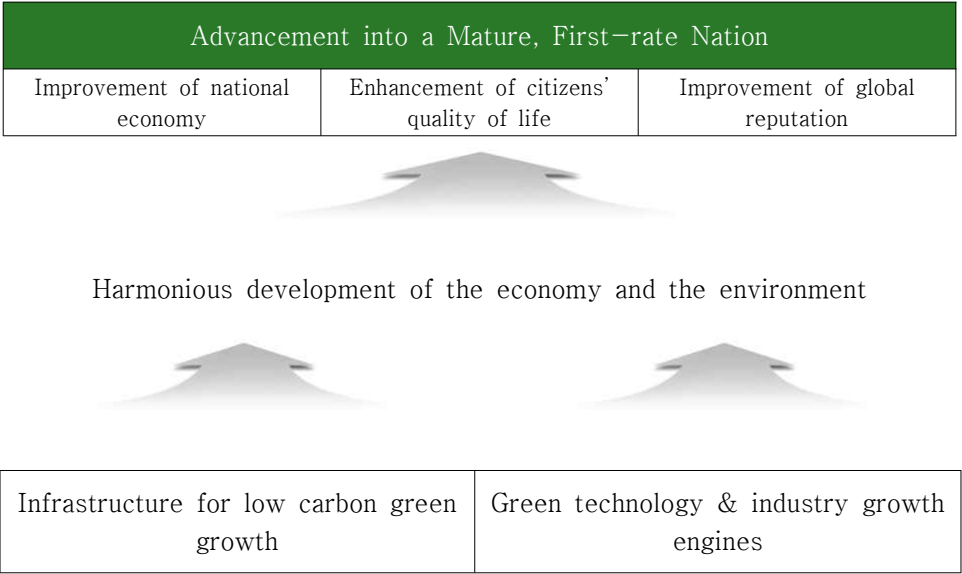 Advancement into a Mature, First-rate Nation
Improvement of national
economy
Enhancement of citizens’
quality of life
Improvement of global
reputation
Harmonious development of the economy and the environment
Infrastructure for low carbon green
growth
Green technology & industry growth
engines